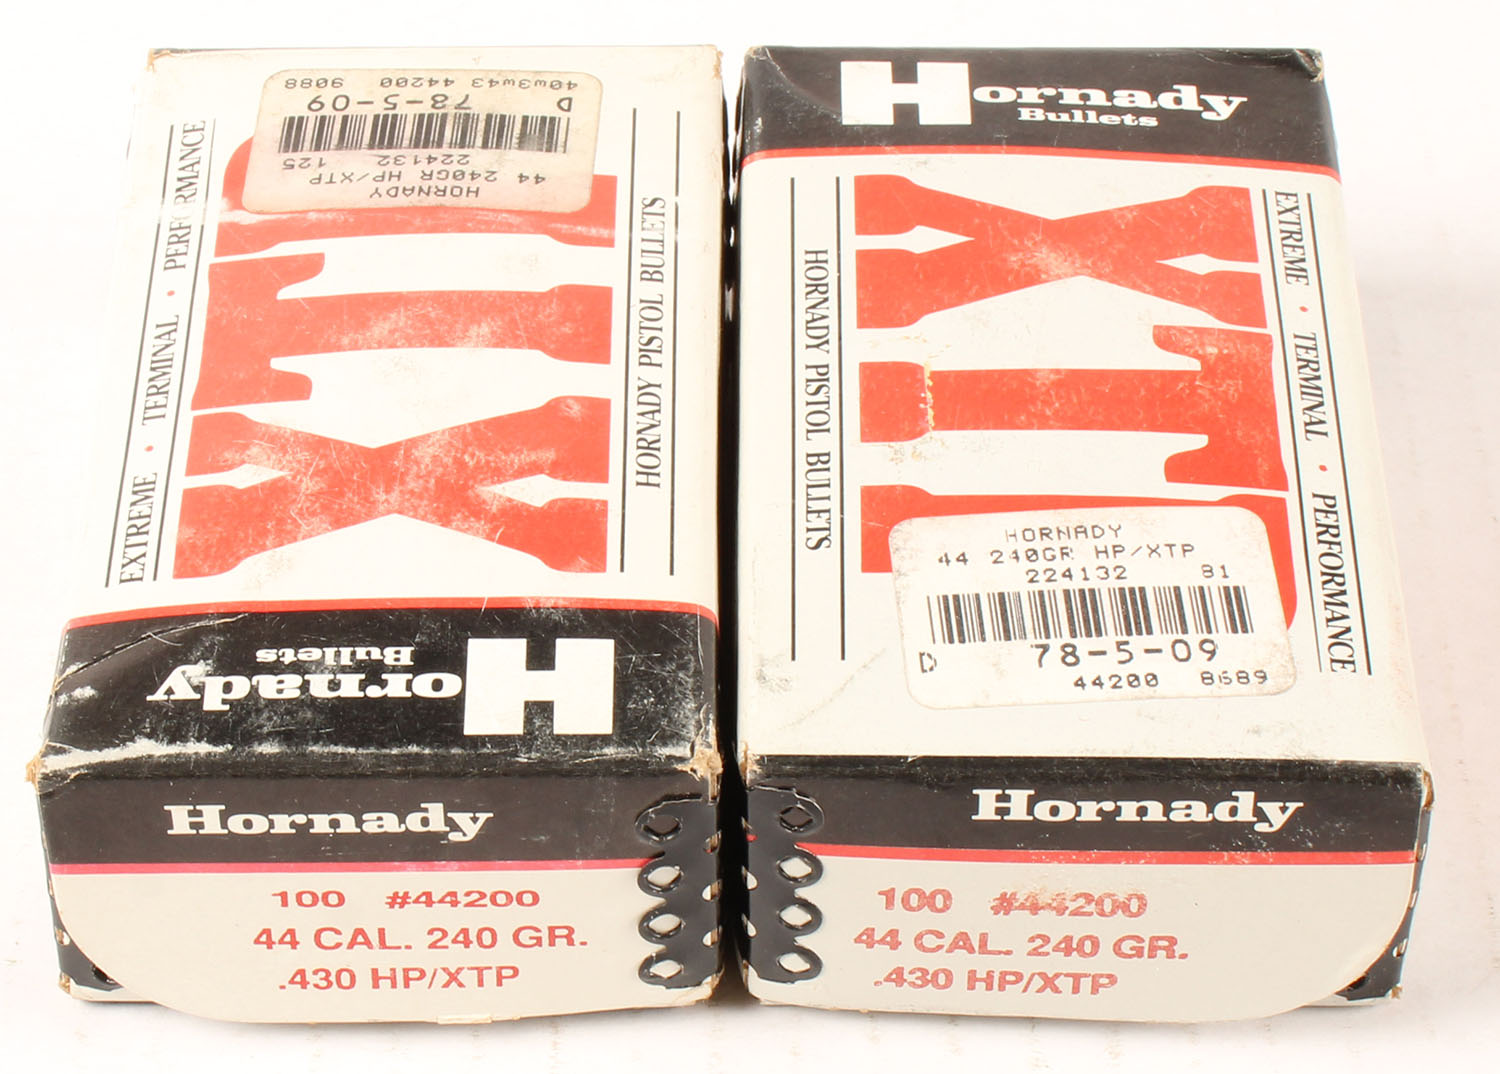 40w3w43 44200 9088
D 78-5-09
224132 125
44 240GR HP/XTP
HORNADY
XTP
EXTREME • TERMINAL • PERFORMANCE
HORNADY PISTOL BULLETS
Hornady
Bullets
Hornady
100 #44200
44 CAL. 240 GR.
.430 HP/XTP
Hornady
Bullets
XTP
HORNADY PISTOL BULLETS
EXTREME • TERMINAL • PERFORMANCE
HORNADY
44 240GR HP/XTP
224132 81
D 78-5-09
44200 8689
Hornady
100 #44200
44 CAL. 240 GR.
.430 HP/XTP